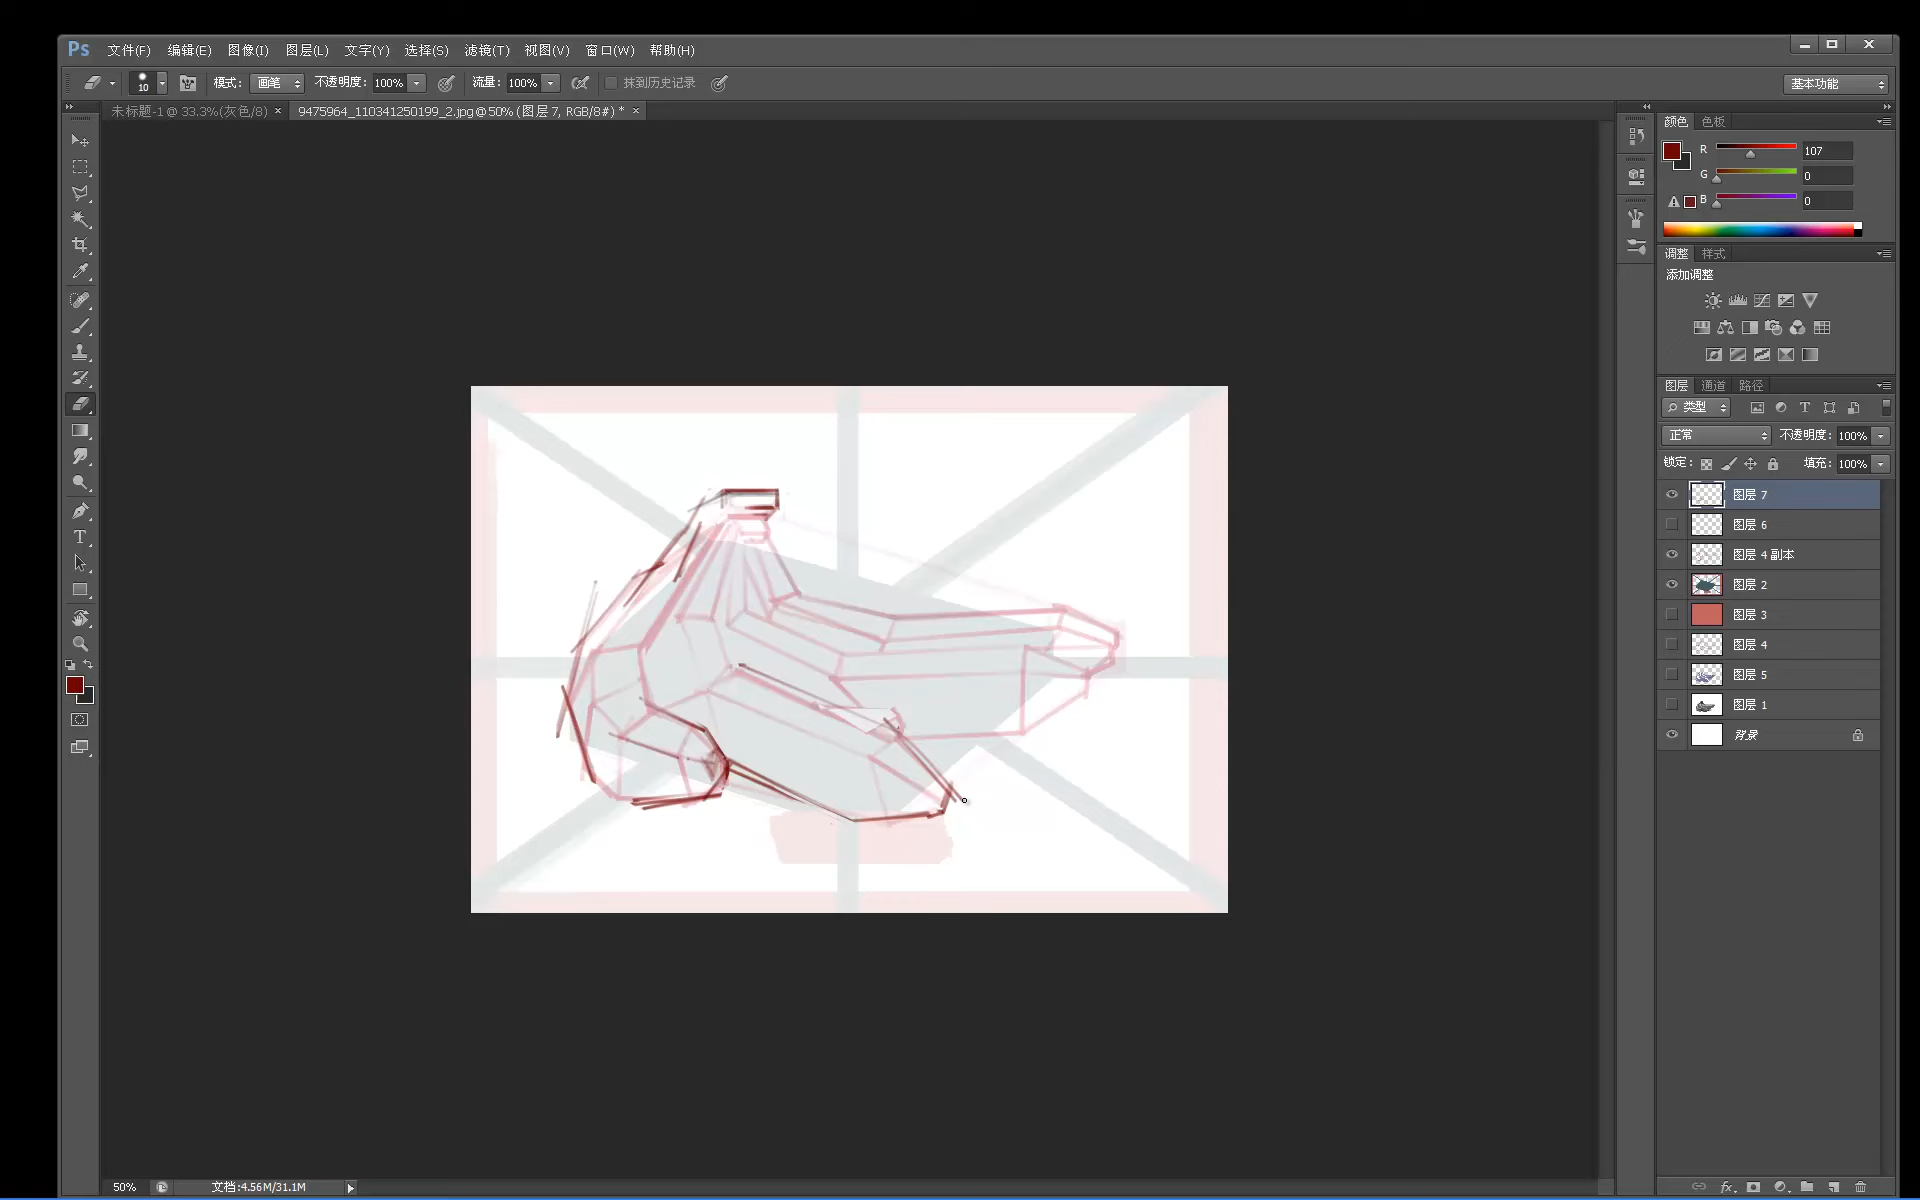 Ps 文件(F) 编辑(E) 图像(I) 图层(L) 文字(Y) 选择(S) 滤镜(T) 视图(V) 窗口(W) 帮助(H)
10 模式: 画笔 不透明度: 100% 流量: 100% 抹到历史记录 基本功能
未标题-1 @ 33.3%(灰色/8) × 9475964_110341250199_2.jpg @ 50% (图层 7, RGB/8#) * ×
颜色 色板
R 107
G 0
B 0
调整 样式
添加调整
图层 通道 路径
类型
正常 不透明度: 100%
锁定: 填充: 100%
图层 7
图层 6
图层 4 副本
图层 2
图层 3
图层 4
图层 5
图层 1
背景
50% 文档:4.56M/31.1M